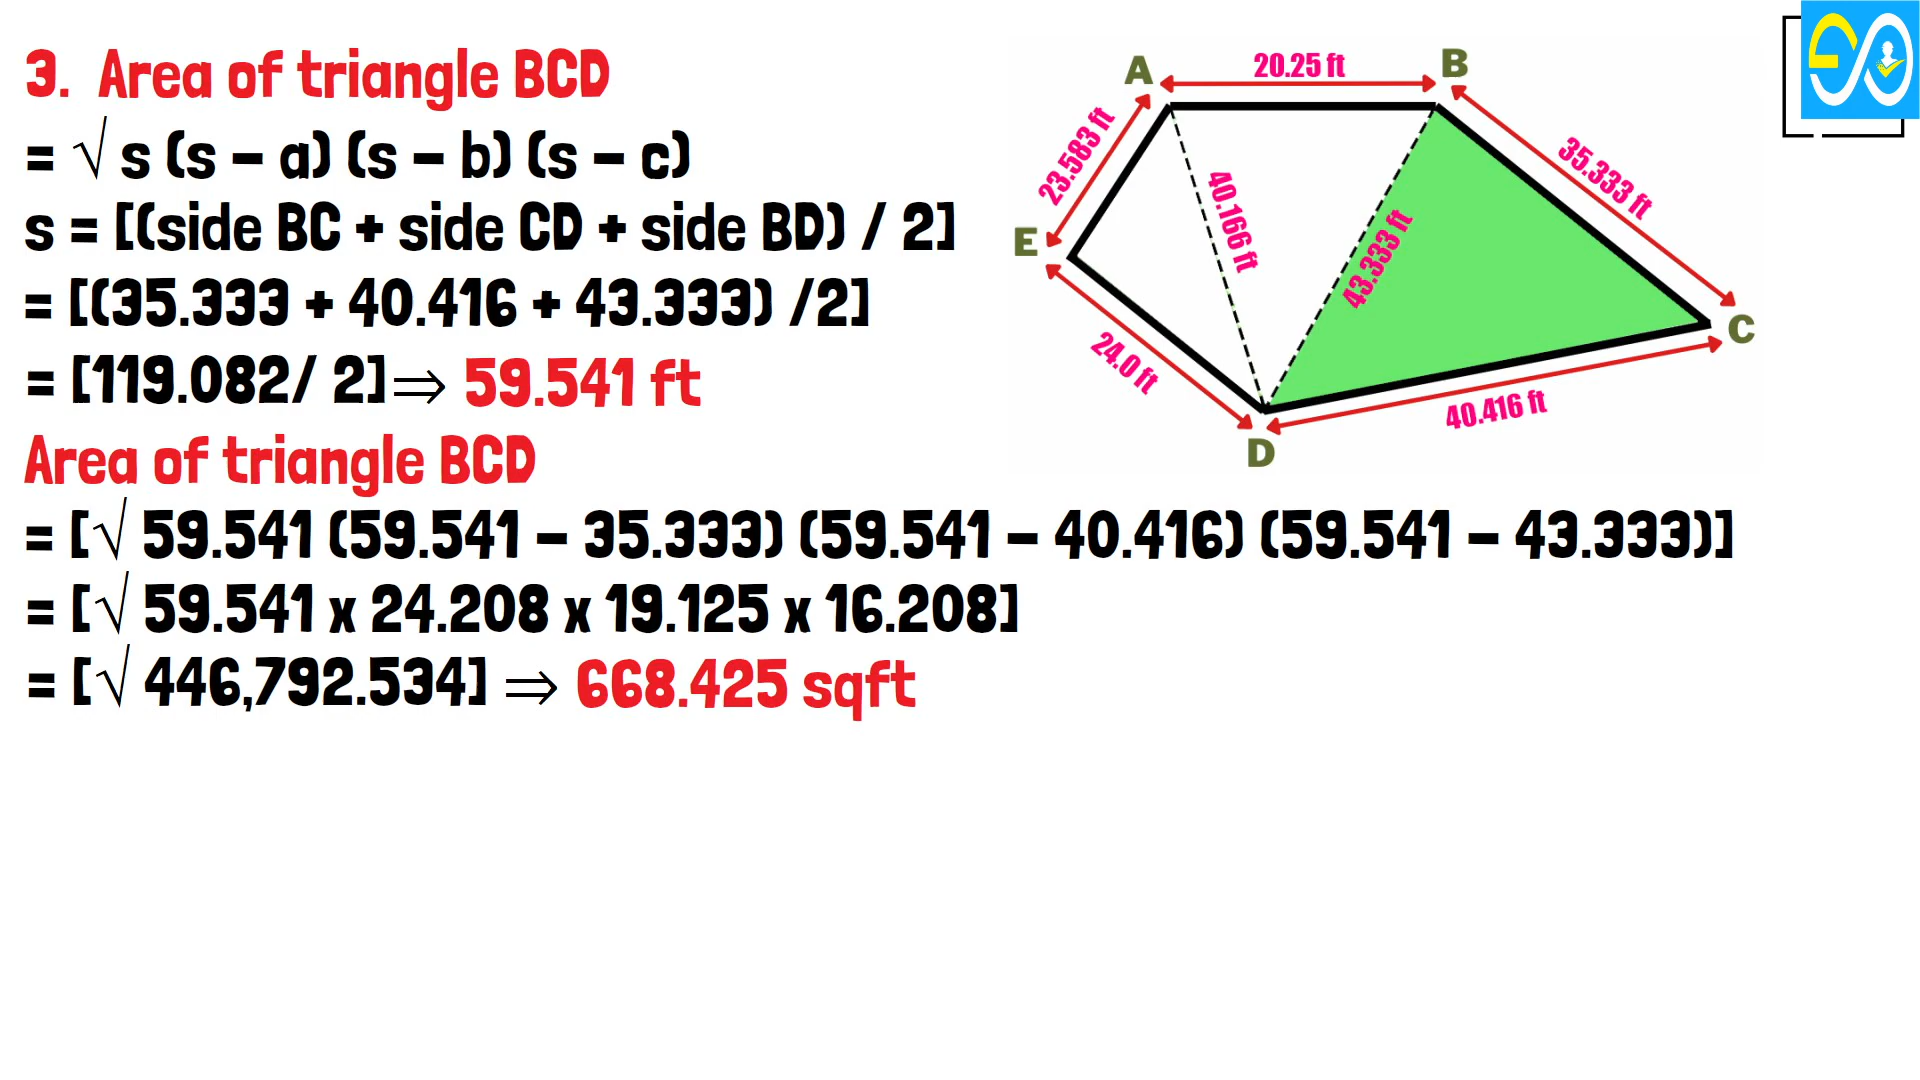 3. Area of triangle BCD
= √ s (s – a) (s – b) (s – c)
s = [(side BC + side CD + side BD) / 2]
= [(35.333 + 40.416 + 43.333) /2]
= [119.082/ 2] ⇒ 59.541 ft
Area of triangle BCD
= [√ 59.541 (59.541 – 35.333) (59.541 – 40.416) (59.541 – 43.333)]
= [√ 59.541 x 24.208 x 19.125 x 16.208]
= [√ 446,792.534] ⇒ 668.425 sqft
A
20.25 ft
B
23.583 ft
40.166 ft
43.333 ft
35.333 ft
E
C
24.0 ft
40.416 ft
D